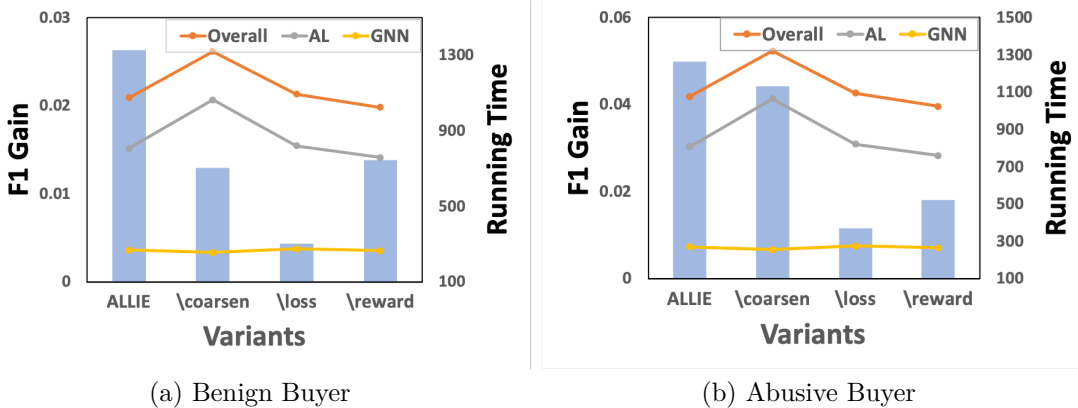 0.03
0.02
0.01
0
F1 Gain
Overall AL GNN
1300
900
500
100
Running Time
ALLIE \coarsen \loss \reward
Variants
(a) Benign Buyer
0.06
0.04
0.02
0
F1 Gain
Overall AL GNN
1500
1300
1100
900
700
500
300
100
Running Time
ALLIE \coarsen \loss \reward
Variants
(b) Abusive Buyer